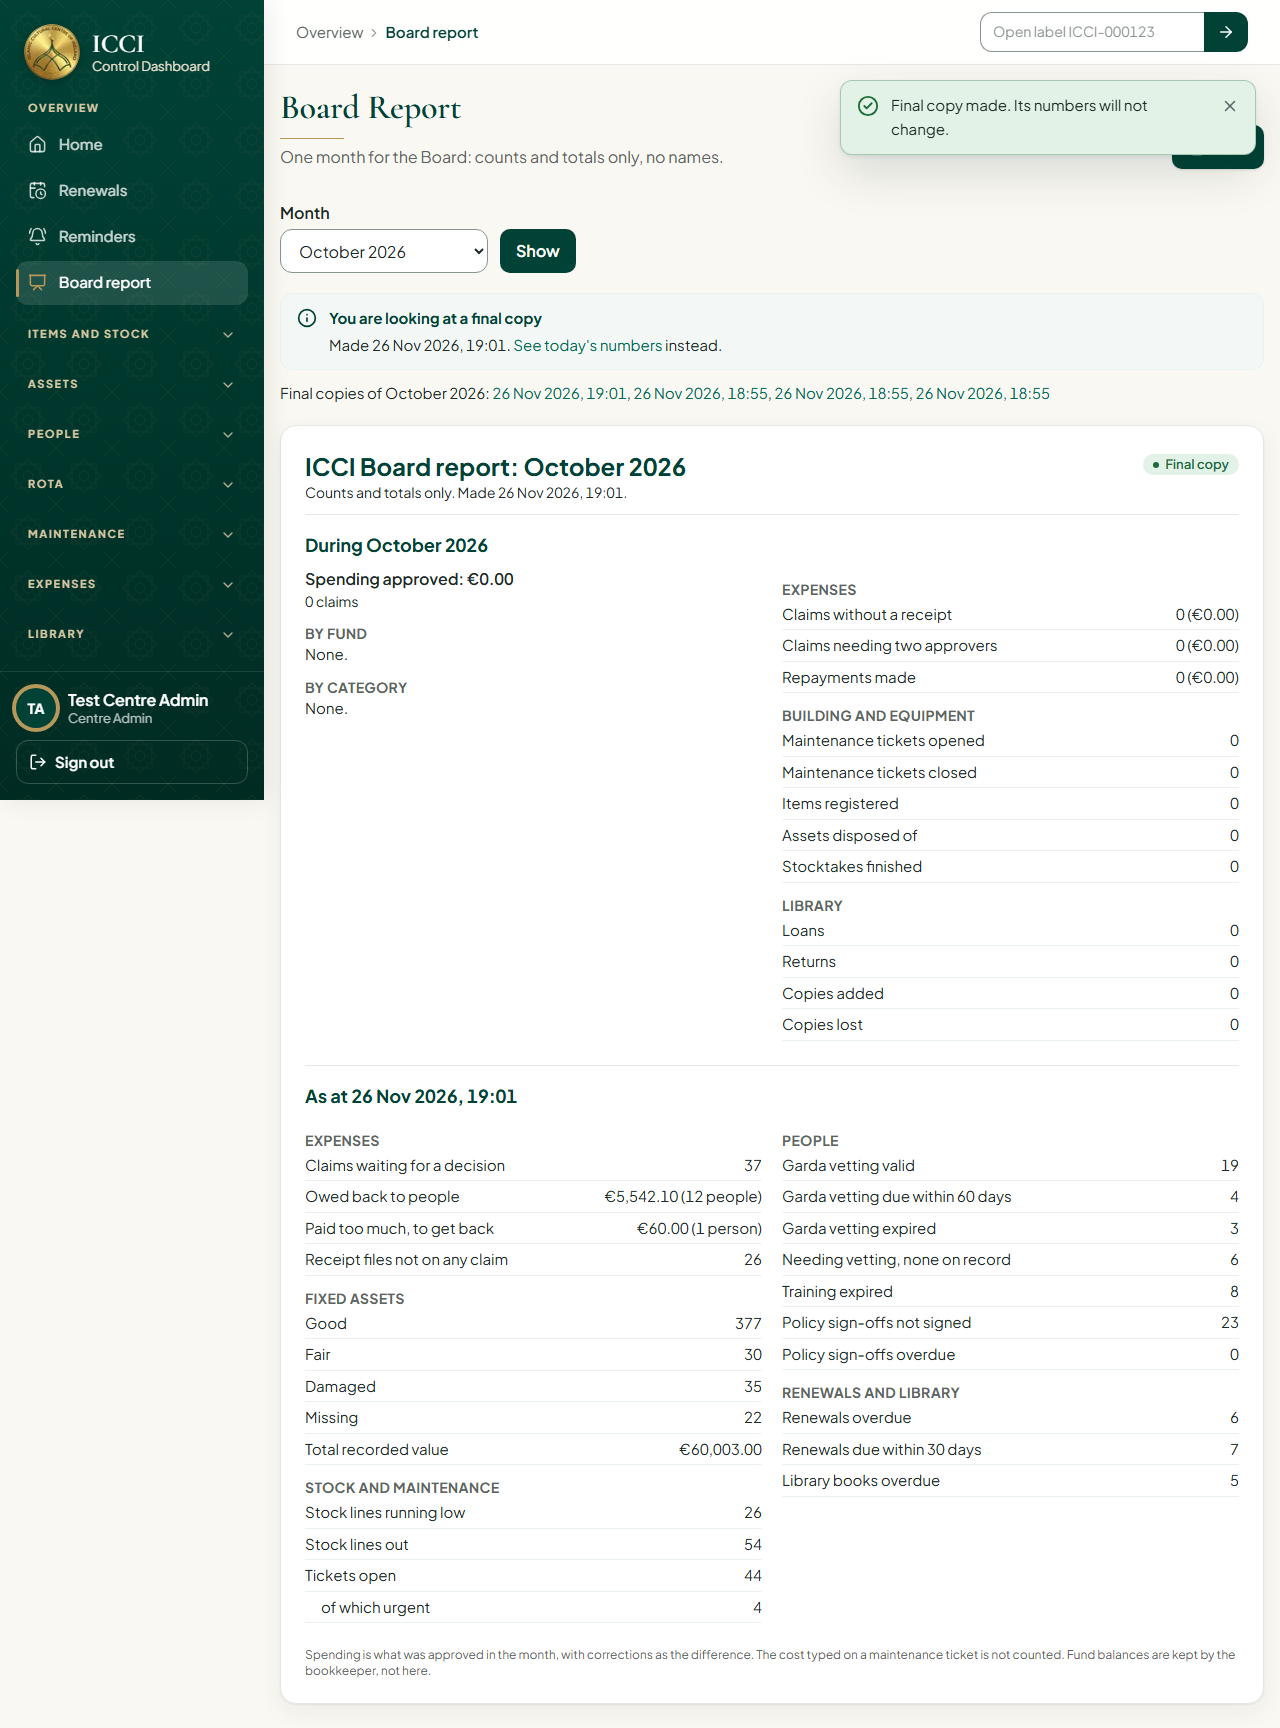 ICCI
Control Dashboard
OVERVIEW
Home
Renewals
Reminders
Board report
ITEMS AND STOCK
ASSETS
PEOPLE
ROTA
MAINTENANCE
EXPENSES
LIBRARY
TA
Test Centre Admin
Centre Admin
Sign out
Overview › Board report
Open label ICCI-000123
Board Report
One month for the Board: counts and totals only, no names.
Final copy made. Its numbers will not
change.
Month
October 2026
Show
You are looking at a final copy
Made 26 Nov 2026, 19:01. See today's numbers instead.
Final copies of October 2026: 26 Nov 2026, 19:01, 26 Nov 2026, 18:55, 26 Nov 2026, 18:55, 26 Nov 2026, 18:55
ICCI Board report: October 2026
Final copy
Counts and totals only. Made 26 Nov 2026, 19:01.
During October 2026
Spending approved: €0.00
0 claims
BY FUND
None.
BY CATEGORY
None.
EXPENSES
Claims without a receipt 0 (€0.00)
Claims needing two approvers 0 (€0.00)
Repayments made 0 (€0.00)
BUILDING AND EQUIPMENT
Maintenance tickets opened 0
Maintenance tickets closed 0
Items registered 0
Assets disposed of 0
Stocktakes finished 0
LIBRARY
Loans 0
Returns 0
Copies added 0
Copies lost 0
As at 26 Nov 2026, 19:01
EXPENSES
Claims waiting for a decision 37
Owed back to people €5,542.10 (12 people)
Paid too much, to get back €60.00 (1 person)
Receipt files not on any claim 26
FIXED ASSETS
Good 377
Fair 30
Damaged 35
Missing 22
Total recorded value €60,003.00
STOCK AND MAINTENANCE
Stock lines running low 26
Stock lines out 54
Tickets open 44
of which urgent 4
PEOPLE
Garda vetting valid 19
Garda vetting due within 60 days 4
Garda vetting expired 3
Needing vetting, none on record 6
Training expired 8
Policy sign-offs not signed 23
Policy sign-offs overdue 0
RENEWALS AND LIBRARY
Renewals overdue 6
Renewals due within 30 days 7
Library books overdue 5
Spending is what was approved in the month, with corrections as the difference. The cost typed on a maintenance ticket is not counted. Fund balances are kept by the
bookkeeper, not here.